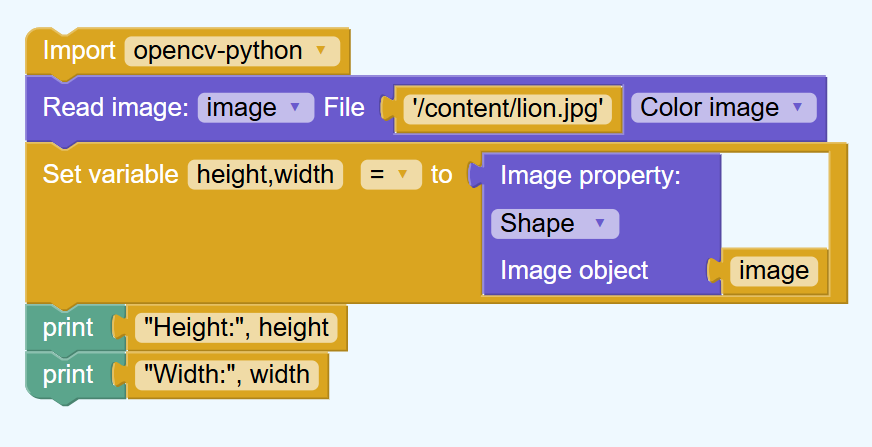 Import opencv-python
Read image: image File '/content/lion.jpg' Color image
Set variable height,width = to Image property:
Shape
Image object image
print "Height:", height
print "Width:", width